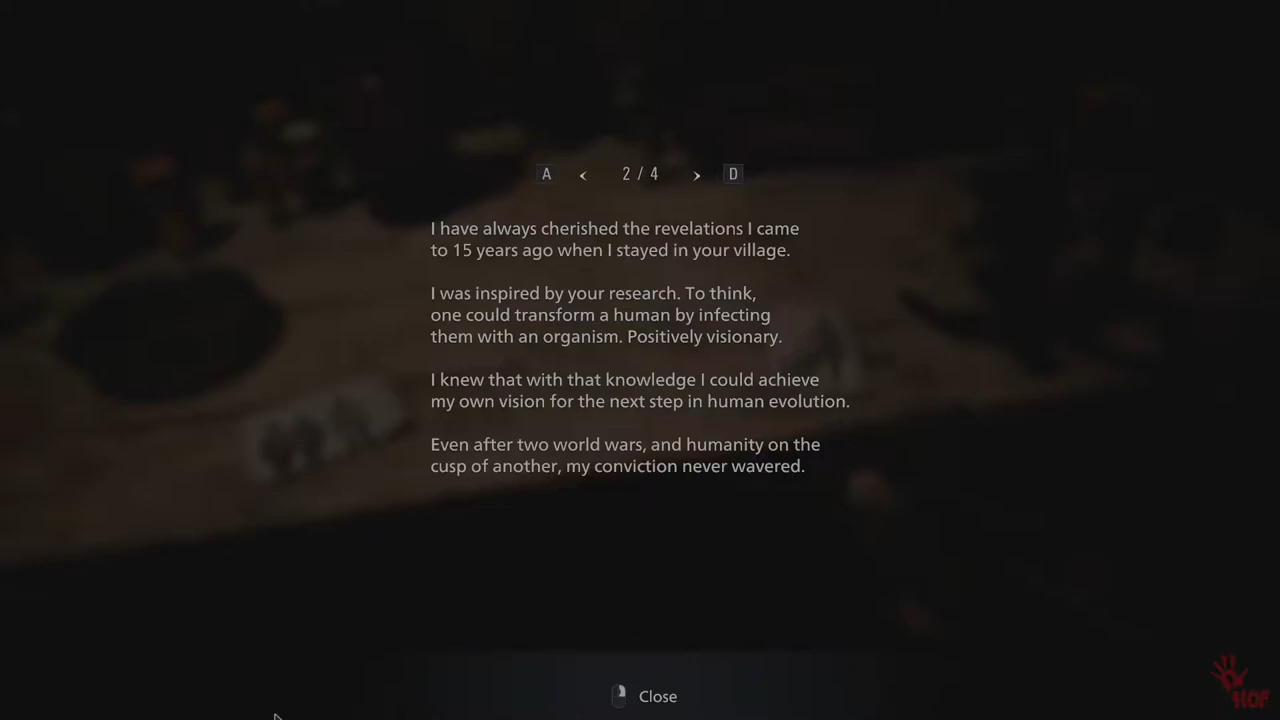 A < 2 / 4 > D
I have always cherished the revelations I came
to 15 years ago when I stayed in your village.
I was inspired by your research. To think,
one could transform a human by infecting
them with an organism. Positively visionary.
I knew that with that knowledge I could achieve
my own vision for the next step in human evolution.
Even after two world wars, and humanity on the
cusp of another, my conviction never wavered.
Close
HOF